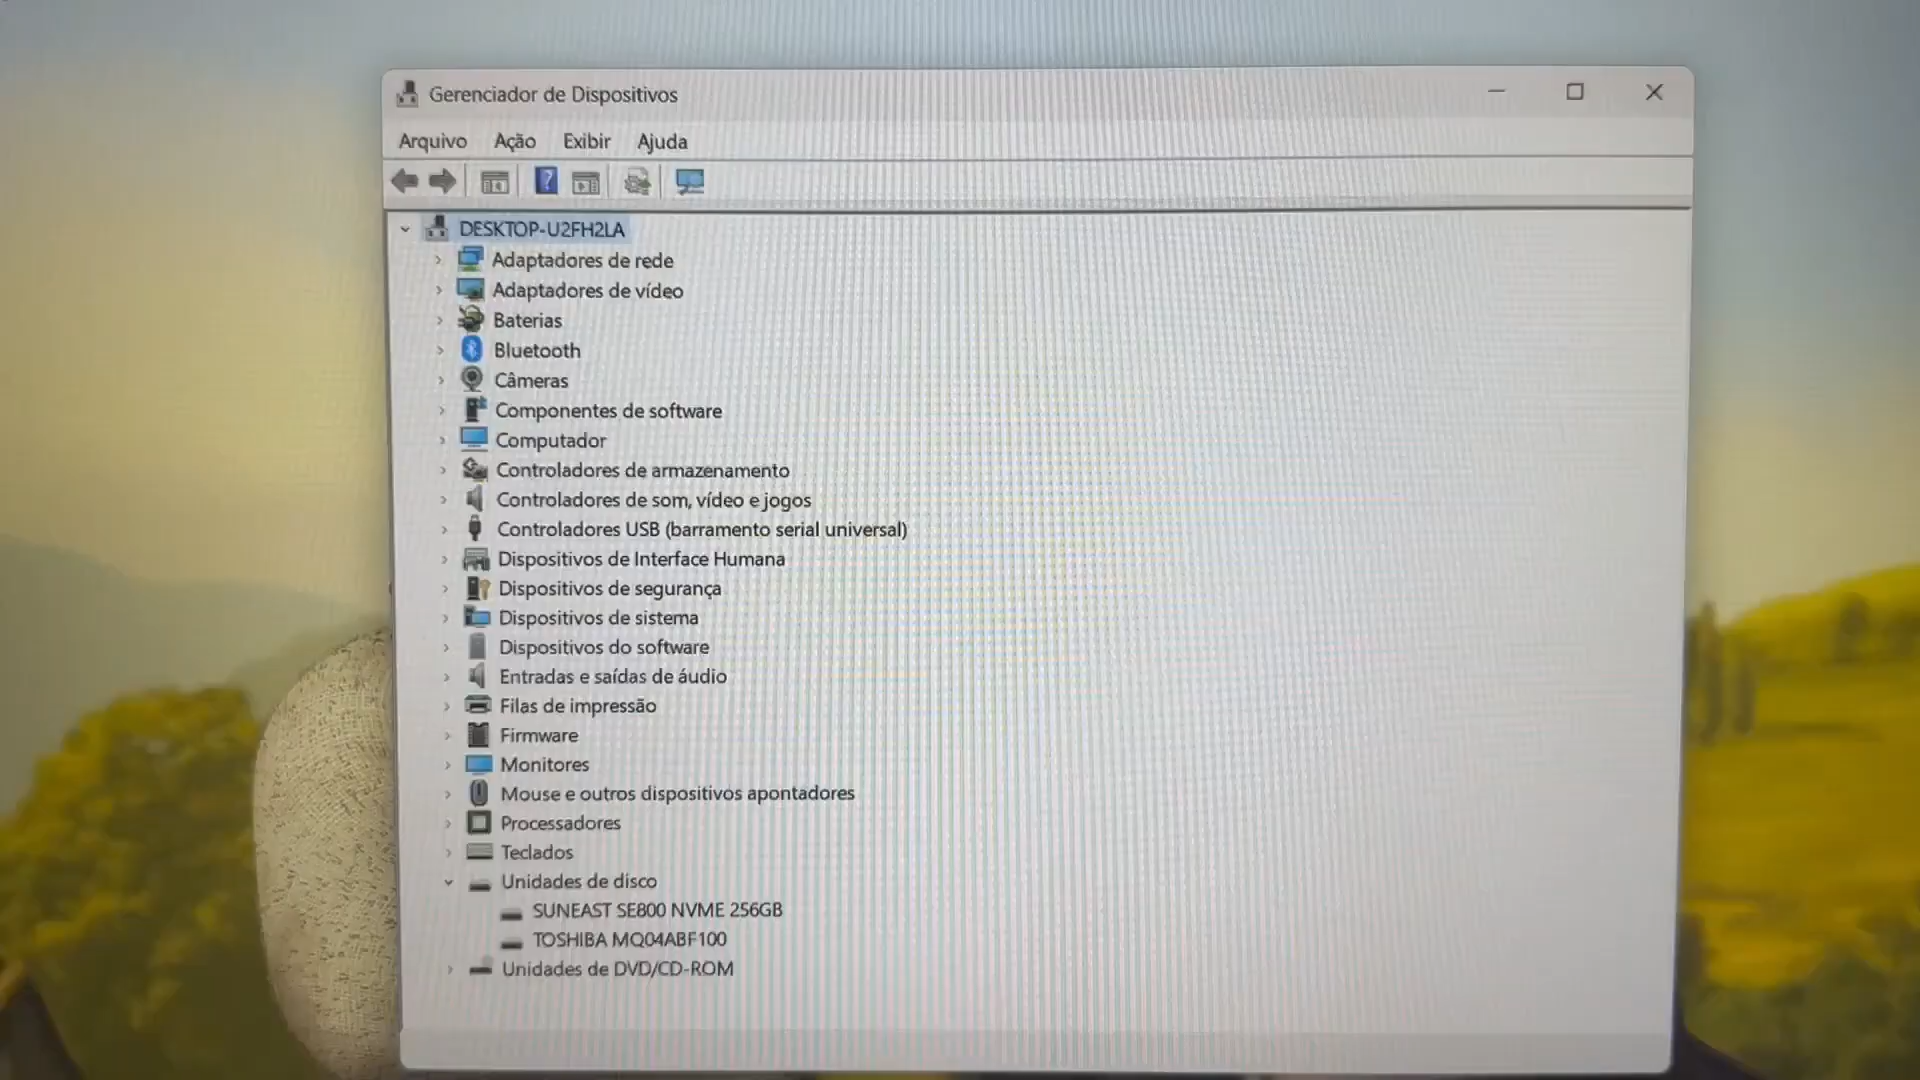 Gerenciador de Dispositivos
Arquivo Ação Exibir Ajuda
DESKTOP-U2FH2LA
Adaptadores de rede
Adaptadores de vídeo
Baterias
Bluetooth
Câmeras
Componentes de software
Computador
Controladores de armazenamento
Controladores de som, vídeo e jogos
Controladores USB (barramento serial universal)
Dispositivos de Interface Humana
Dispositivos de segurança
Dispositivos de sistema
Dispositivos do software
Entradas e saídas de áudio
Filas de impressão
Firmware
Monitores
Mouse e outros dispositivos apontadores
Processadores
Teclados
Unidades de disco
SUNEAST SE800 NVME 256GB
TOSHIBA MQ04ABF100
Unidades de DVD/CD-ROM